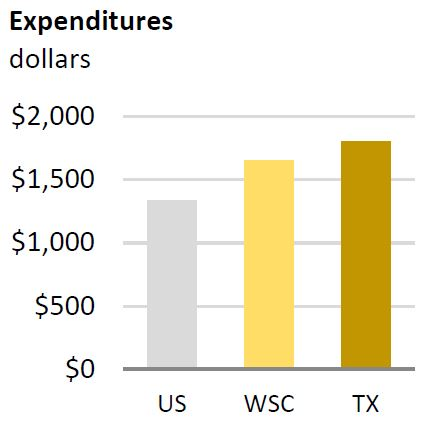 Expenditures
dollars
$2,000
$1,500
$1,000
$500
$0
US WSC TX